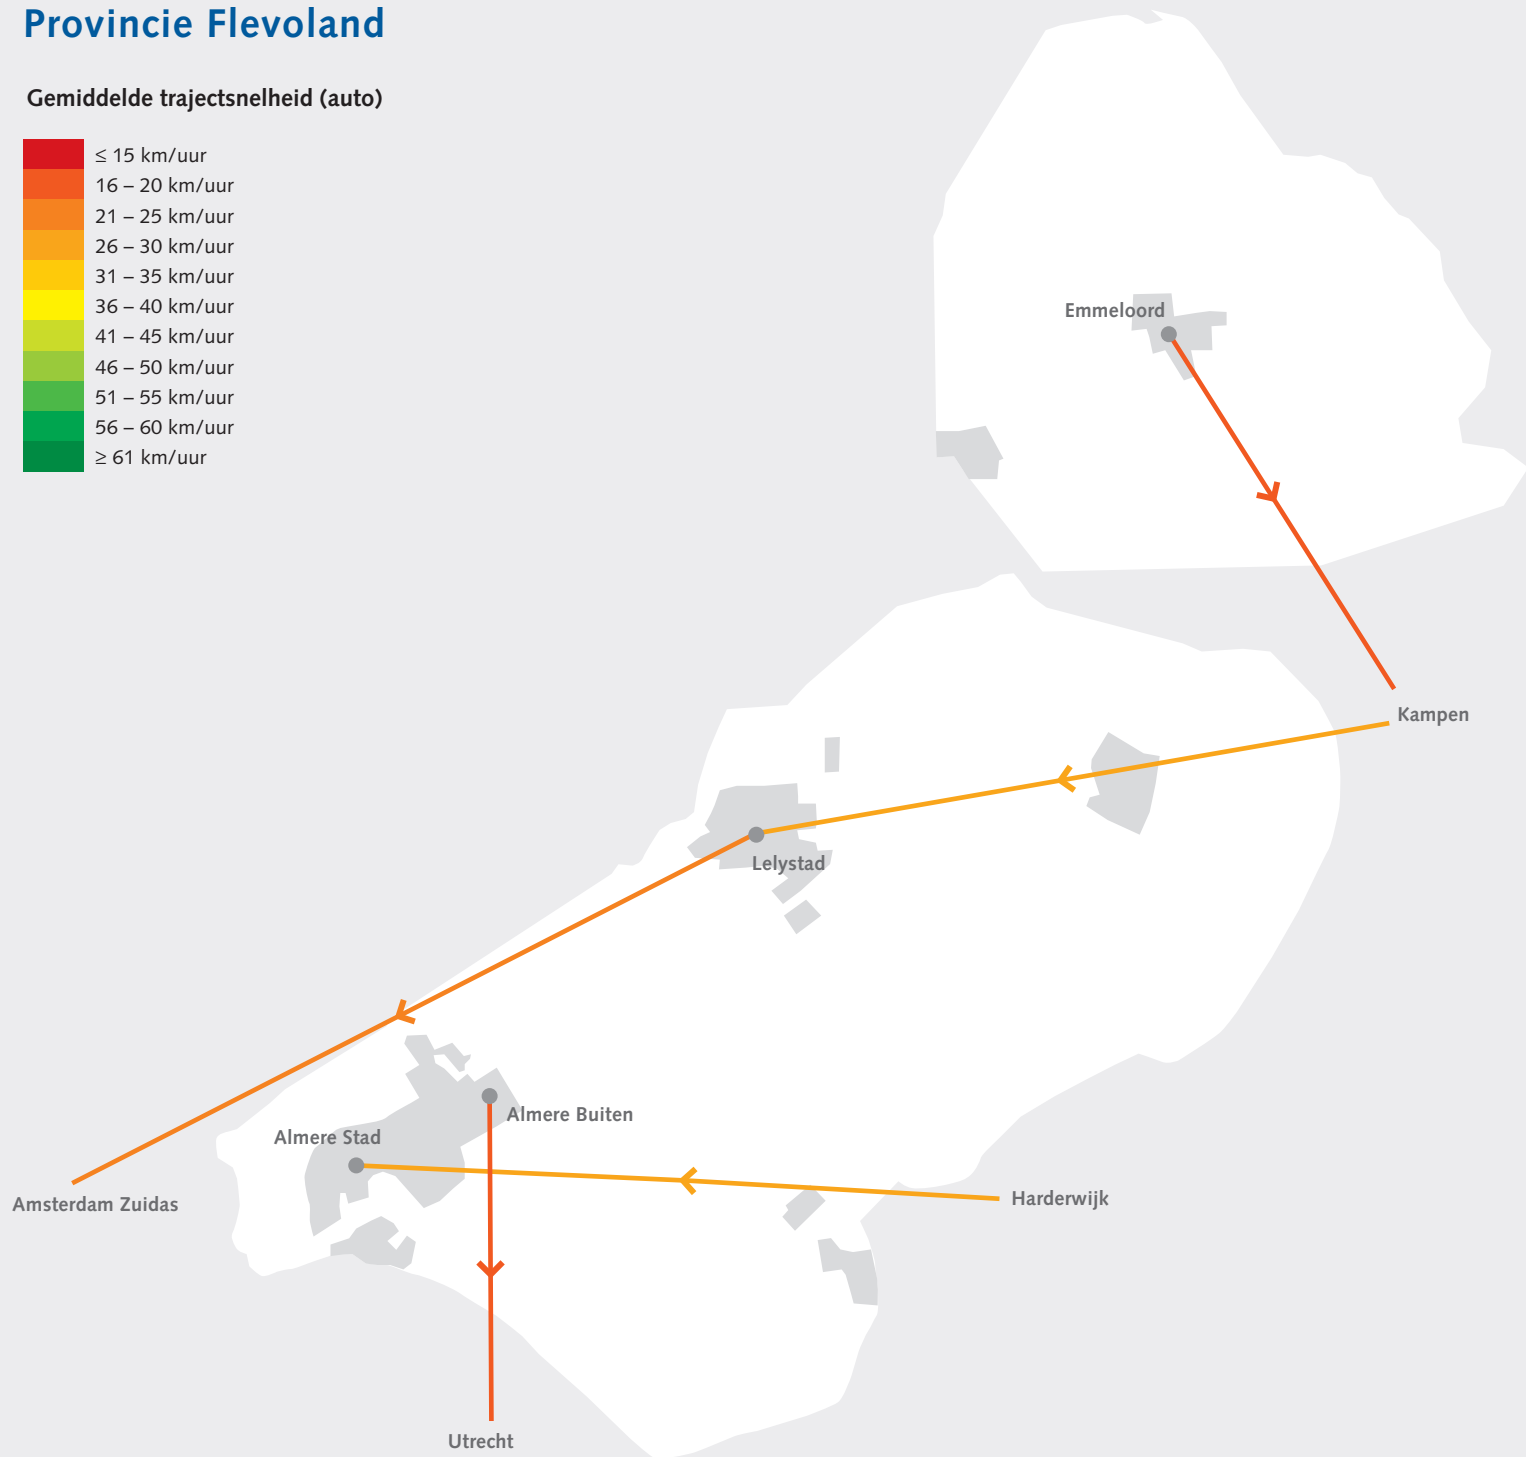 Provincie Flevoland
Gemiddelde trajectsnelheid (auto)
≤ 15 km/uur
16 – 20 km/uur
21 – 25 km/uur
26 – 30 km/uur
31 – 35 km/uur
36 – 40 km/uur
41 – 45 km/uur
46 – 50 km/uur
51 – 55 km/uur
56 – 60 km/uur
≥ 61 km/uur
Emmeloord
Kampen
Lelystad
Almere Buiten
Almere Stad
Amsterdam Zuidas
Harderwijk
Utrecht